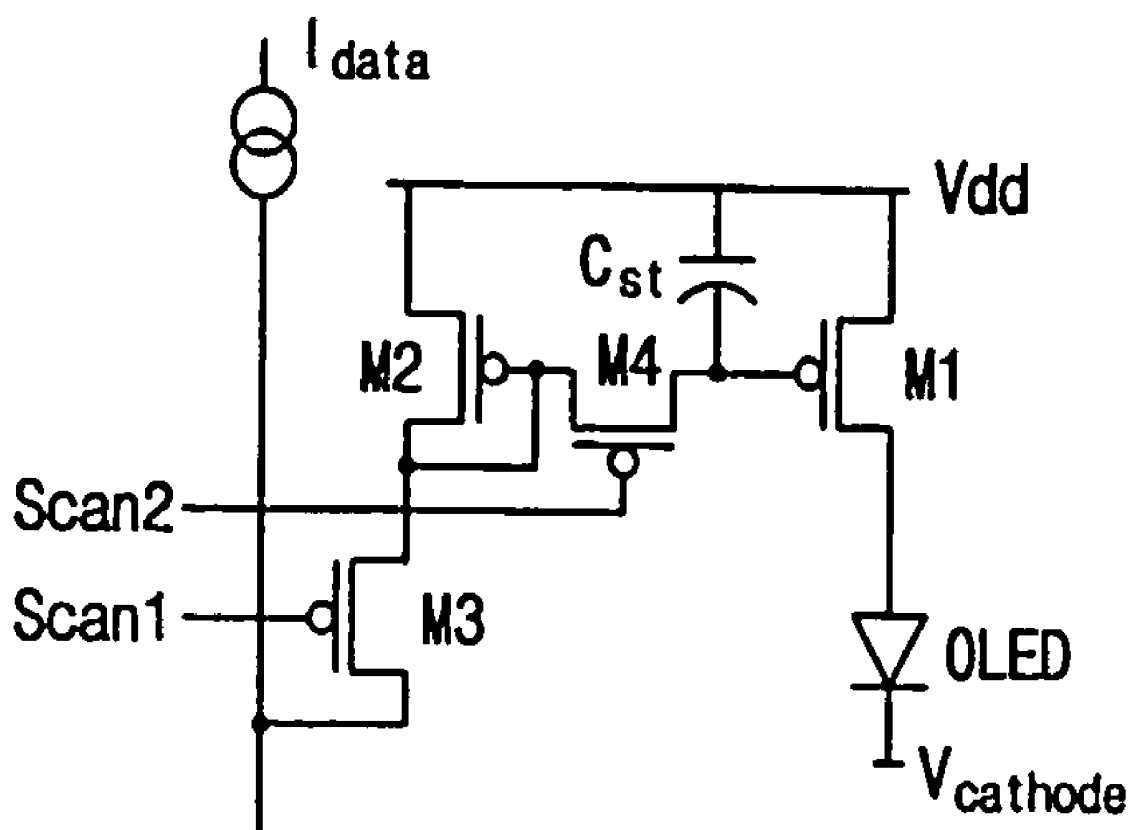 Idata
Vdd
Cst
M2
M4
M1
Scan2
Scan1
M3
OLED
Vcathode